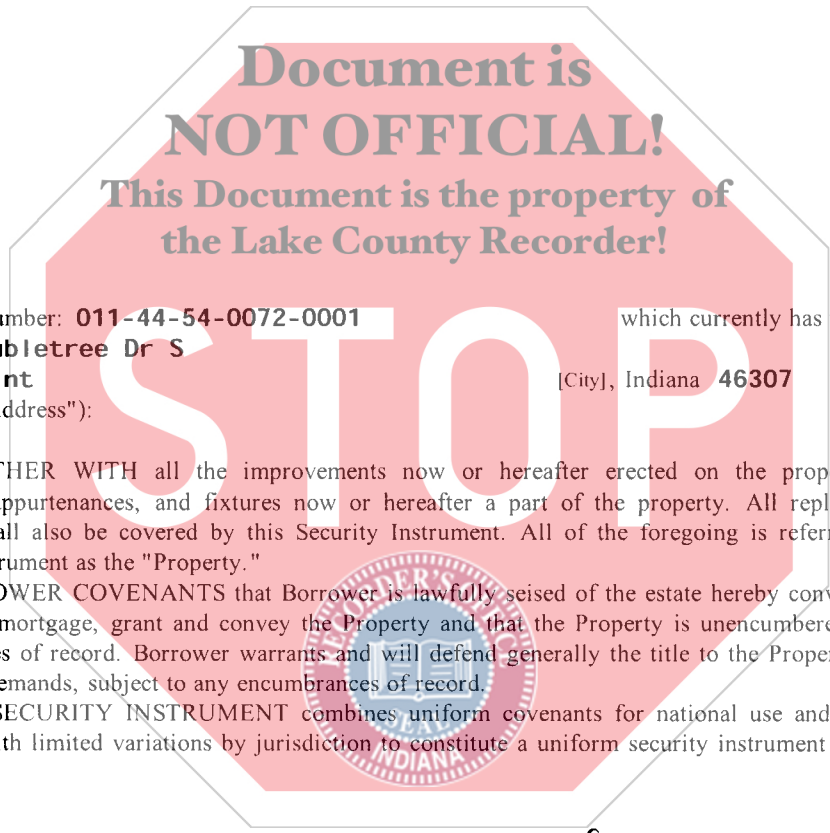 Document is
NOT OFFICIAL!
This Document is the property of
the Lake County Recorder!
STOP
umber: 011-44-54-0072-0001 which currently has
bletree Dr S
nt [City], Indiana 46307
ddress"):
THER WITH all the improvements now or hereafter erected on the prop
ppurtenances, and fixtures now or hereafter a part of the property. All repl
all also be covered by this Security Instrument. All of the foregoing is referr
rument as the "Property."
OWER COVENANTS that Borrower is lawfully seised of the estate hereby conv
mortgage, grant and convey the Property and that the Property is unencumbere
s of record. Borrower warrants and will defend generally the title to the Proper
emands, subject to any encumbrances of record.
SECURITY INSTRUMENT combines uniform covenants for national use and
th limited variations by jurisdiction to constitute a uniform security instrument
SEAL
INDIANA